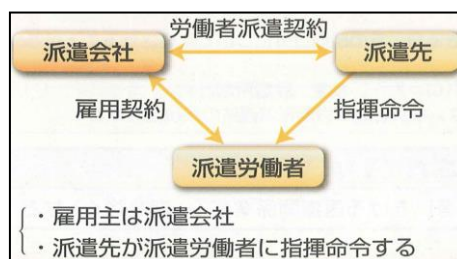 労働者派遣契約
派遣会社
派遣先
雇用契約
指揮命令
派遣労働者
・雇用主は派遣会社
・派遣先が派遣労働者に指揮命令する